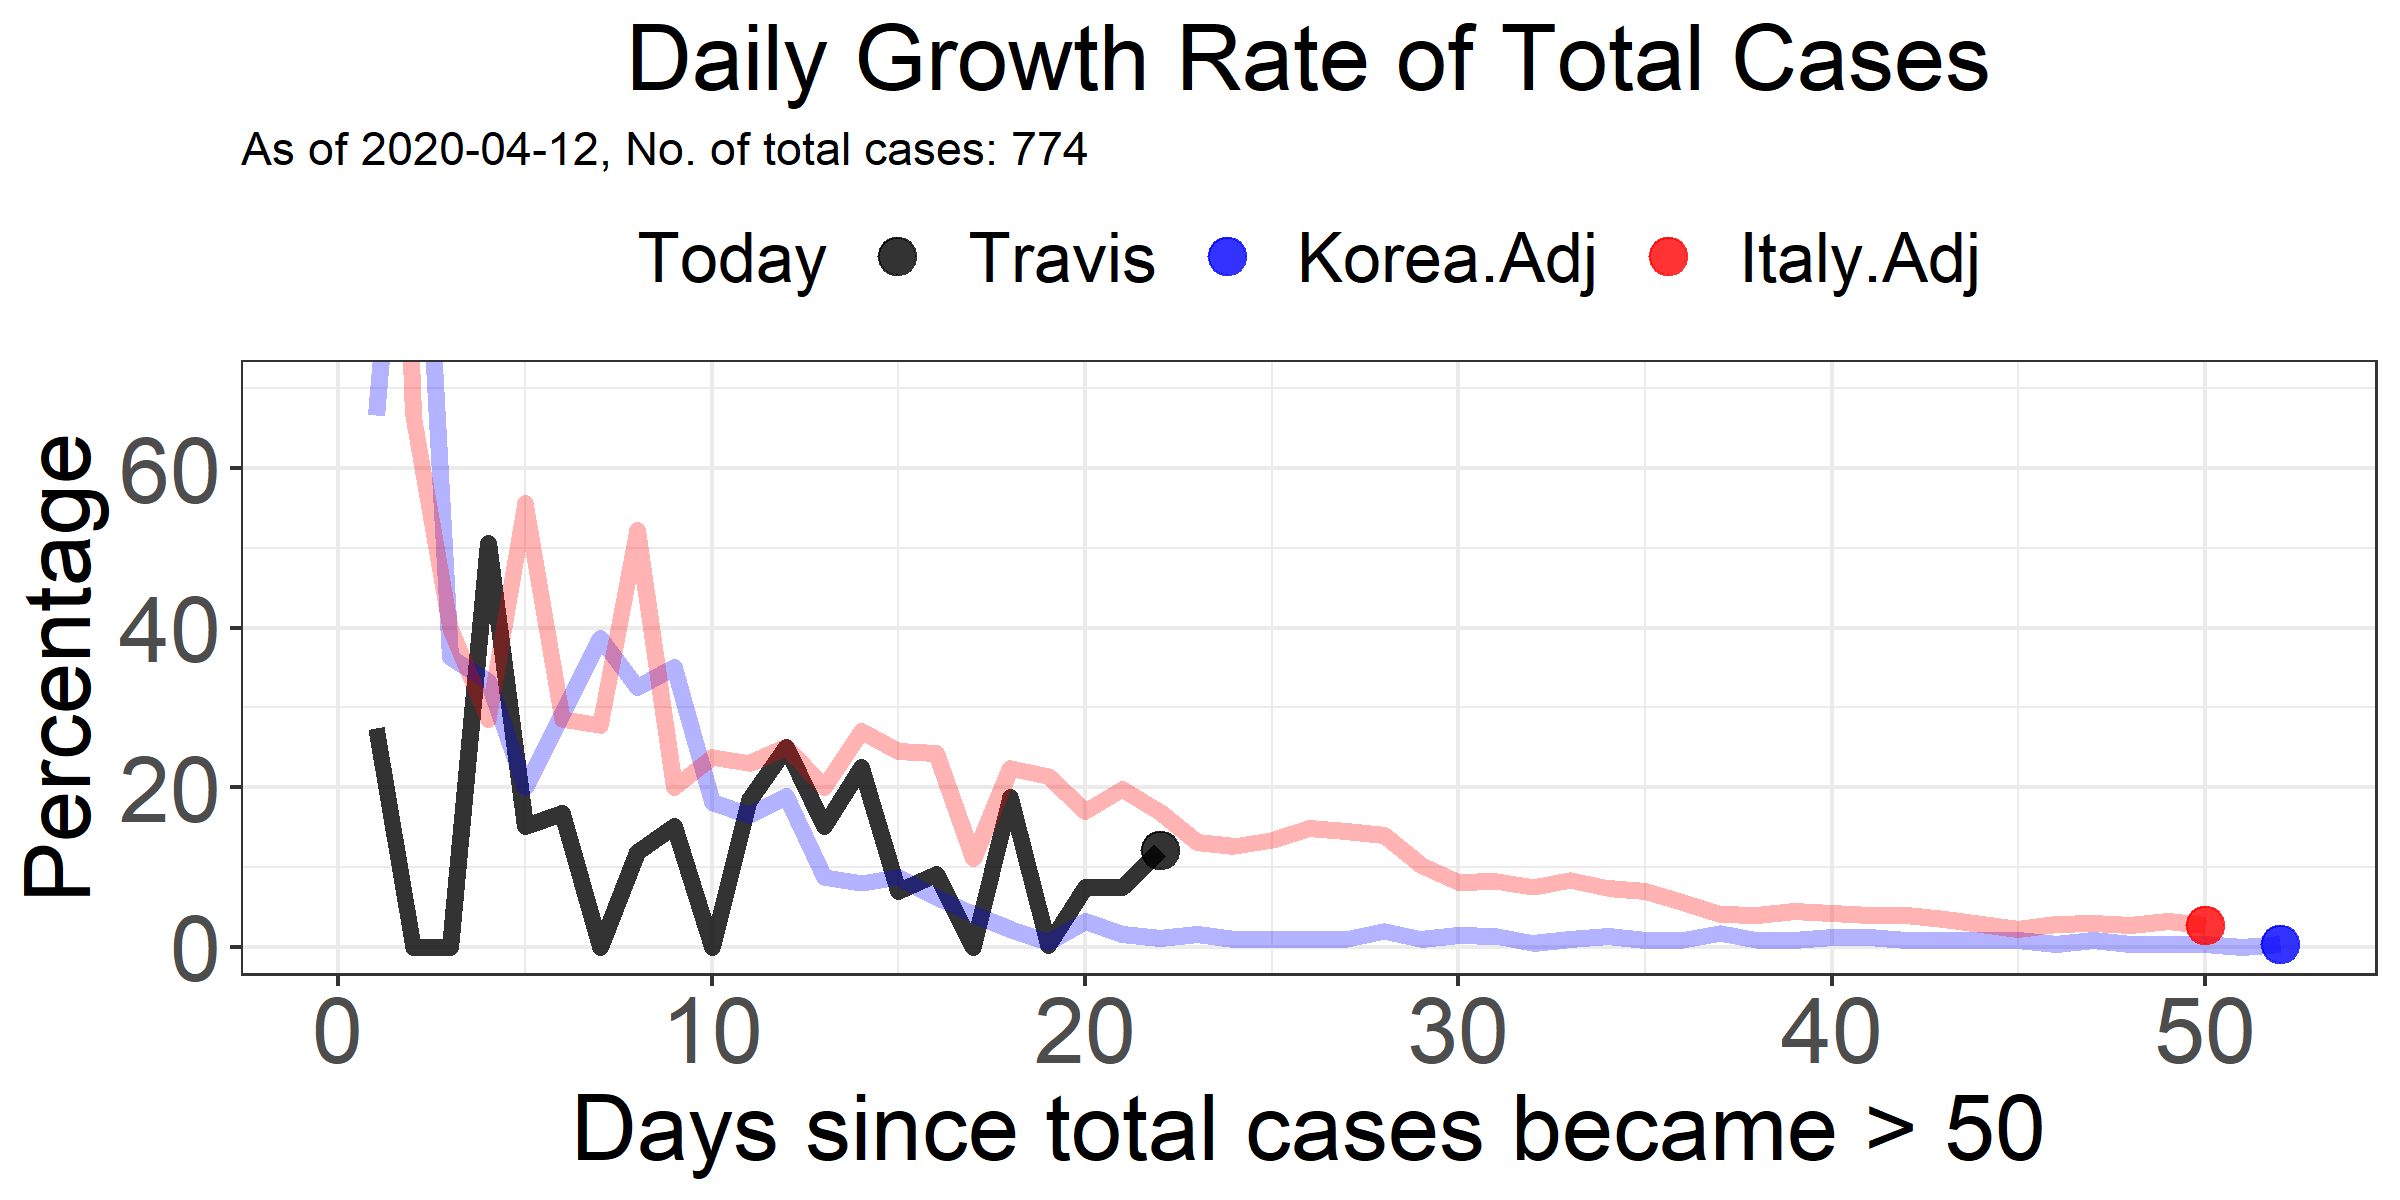 Daily Growth Rate of Total Cases
As of 2020-04-12, No. of total cases: 774
Today Travis Korea.Adj Italy.Adj
Percentage
60
40
20
0
0 10 20 30 40 50
Days since total cases became > 50